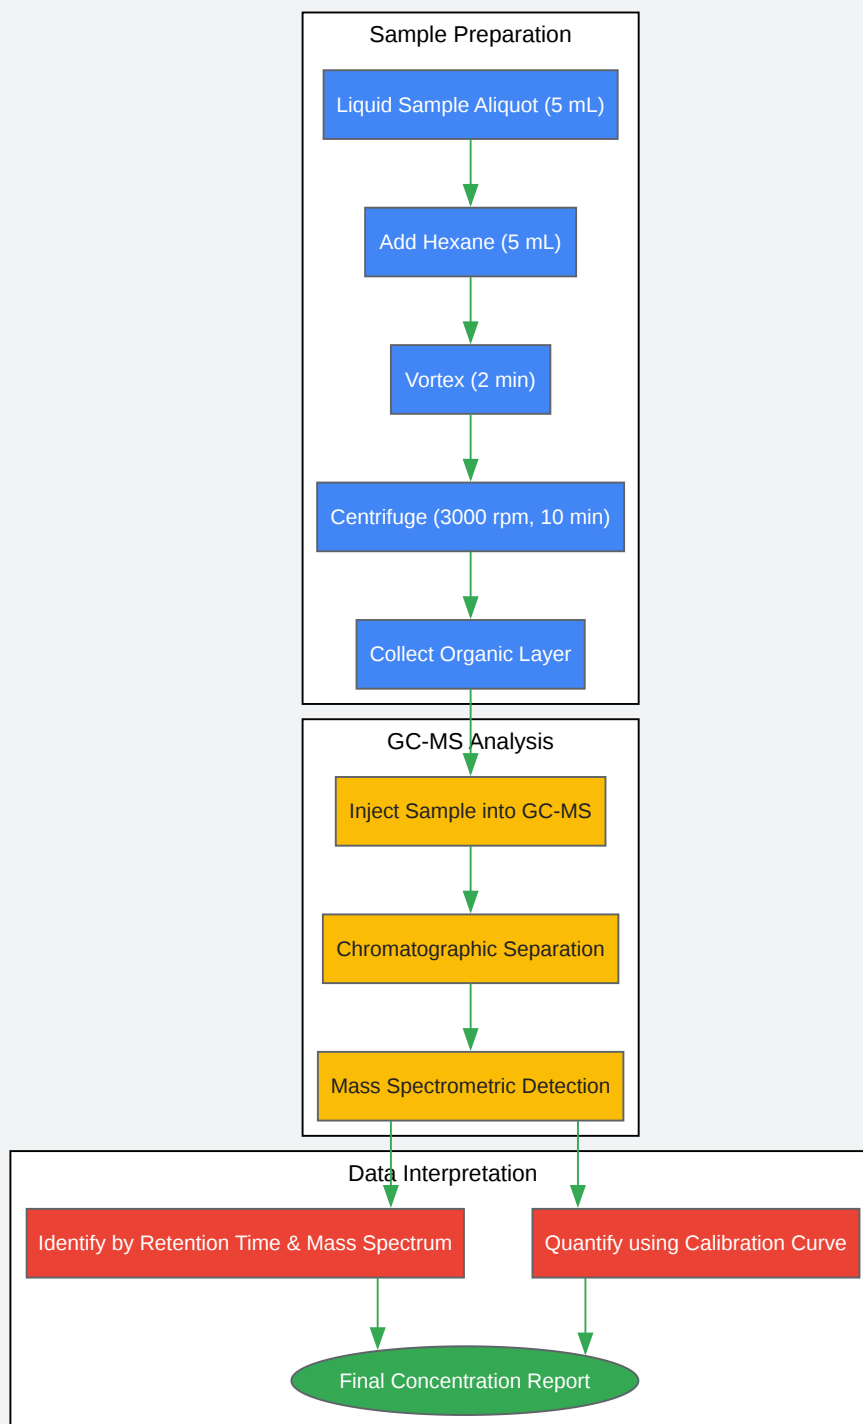 Sample Preparation
Liquid Sample Aliquot (5 mL)
Add Hexane (5 mL)
Vortex (2 min)
Centrifuge (3000 rpm, 10 min)
Collect Organic Layer
GC-MS Analysis
Inject Sample into GC-MS
Chromatographic Separation
Mass Spectrometric Detection
Data Interpretation
Identify by Retention Time & Mass Spectrum
Quantify using Calibration Curve
Final Concentration Report